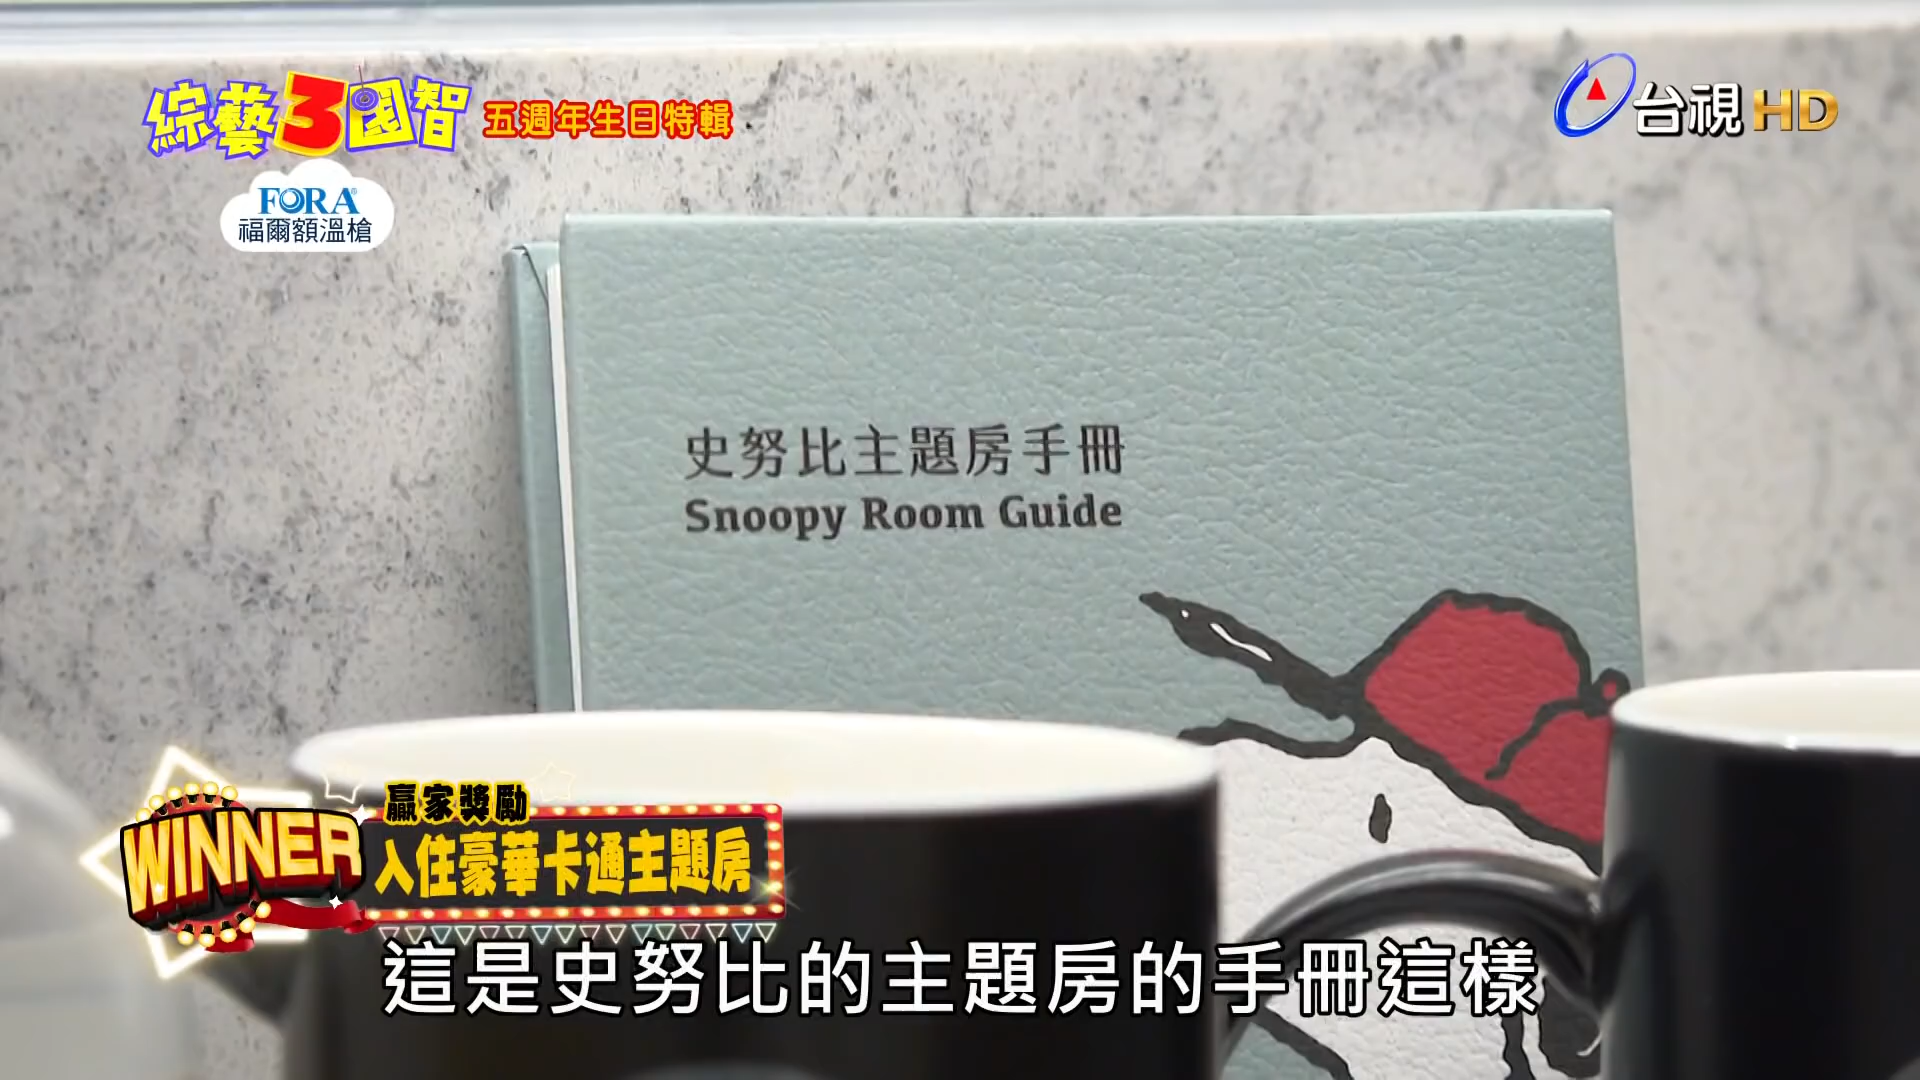 綜藝3國智 五週年生日特輯
台視 HD
FORA
福爾額溫槍
史努比主題房手冊
Snoopy Room Guide
WINNER
贏家獎勵
入住豪華卡通主題房
這是史努比的主題房的手冊這樣